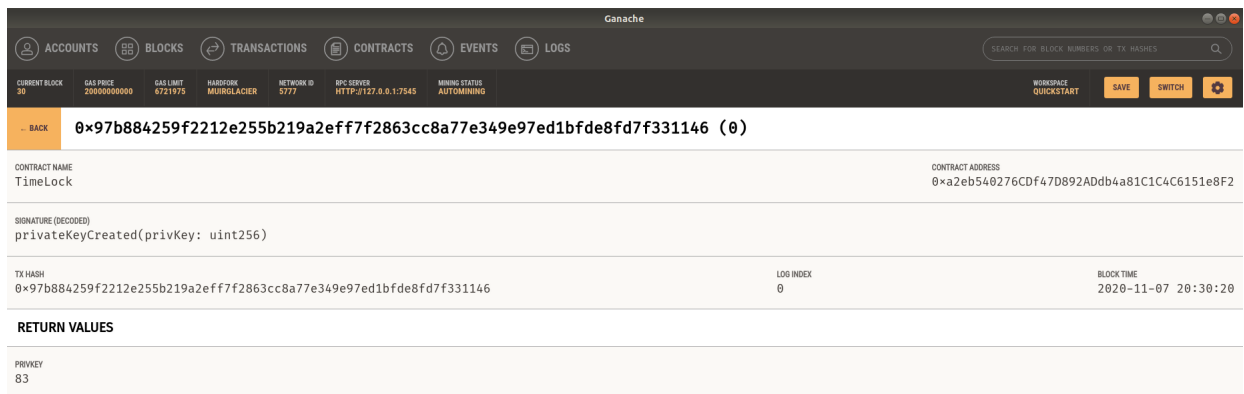 Ganache
ACCOUNTS BLOCKS TRANSACTIONS CONTRACTS EVENTS LOGS SEARCH FOR BLOCK NUMBERS OR TX HASHES
CURRENT BLOCK GAS PRICE GAS LIMIT HARDFORK NETWORK ID RPC SERVER MINING STATUS WORKSPACE
30 20000000000 6721975 MUIRGLACIER 5777 HTTP://127.0.0.1:7545 AUTOMINING QUICKSTART SAVE SWITCH
← BACK 0×97b884259f2212e255b219a2eff7f2863cc8a77e349e97ed1bfde8fd7f331146 (0)
CONTRACT NAME CONTRACT ADDRESS
TimeLock 0×a2eb540276CDf47D892ADdb4a81C1C4C6151e8F2
SIGNATURE (DECODED)
privateKeyCreated(privKey: uint256)
TX HASH LOG INDEX BLOCK TIME
0×97b884259f2212e255b219a2eff7f2863cc8a77e349e97ed1bfde8fd7f331146 0 2020-11-07 20:30:20
RETURN VALUES
PRIVKEY
83